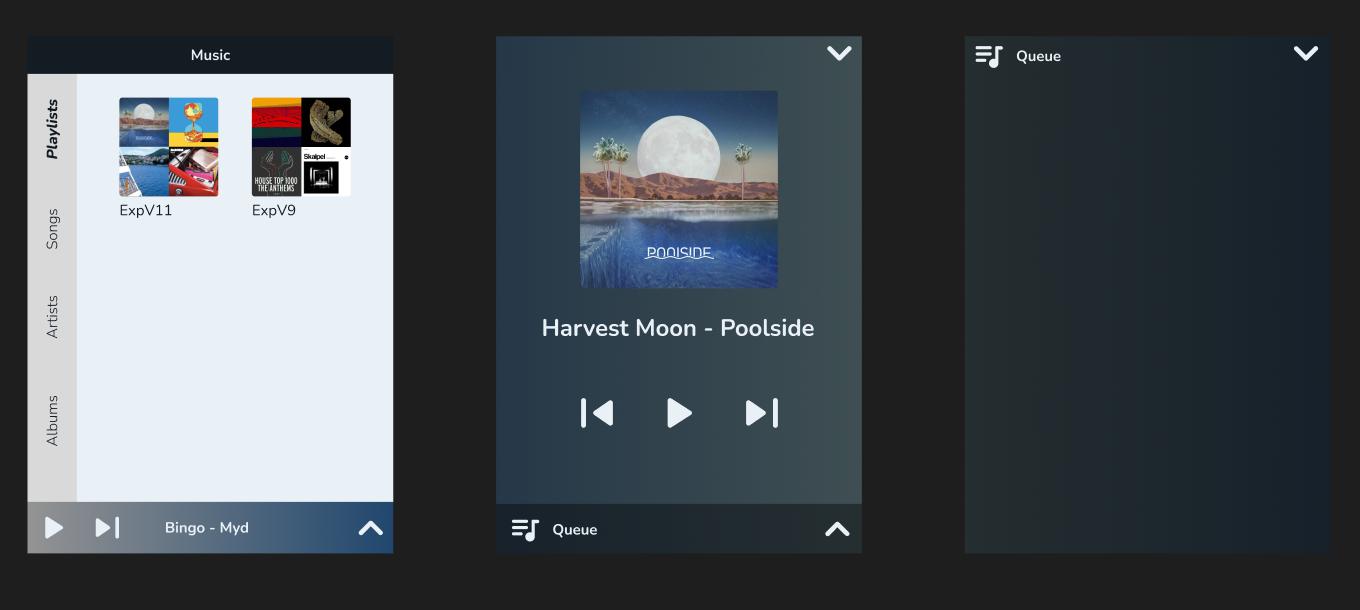 Music
Playlists
Songs
Artists
Albums
HOUSE TOP 1000
THE ANTHEMS
Skalpel
ExpV11
ExpV9
Bingo - Myd
POOLSIDE
Harvest Moon - Poolside
Queue
Queue